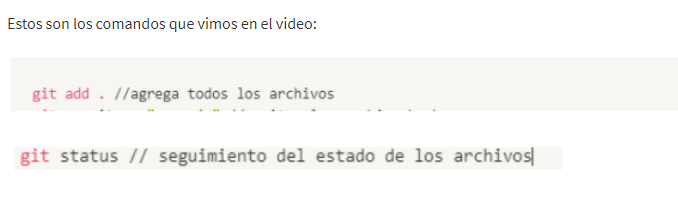 Estos son los comandos que vimos en el video:
git add . //agrega todos los archivos
git status // seguimiento del estado de los archivos